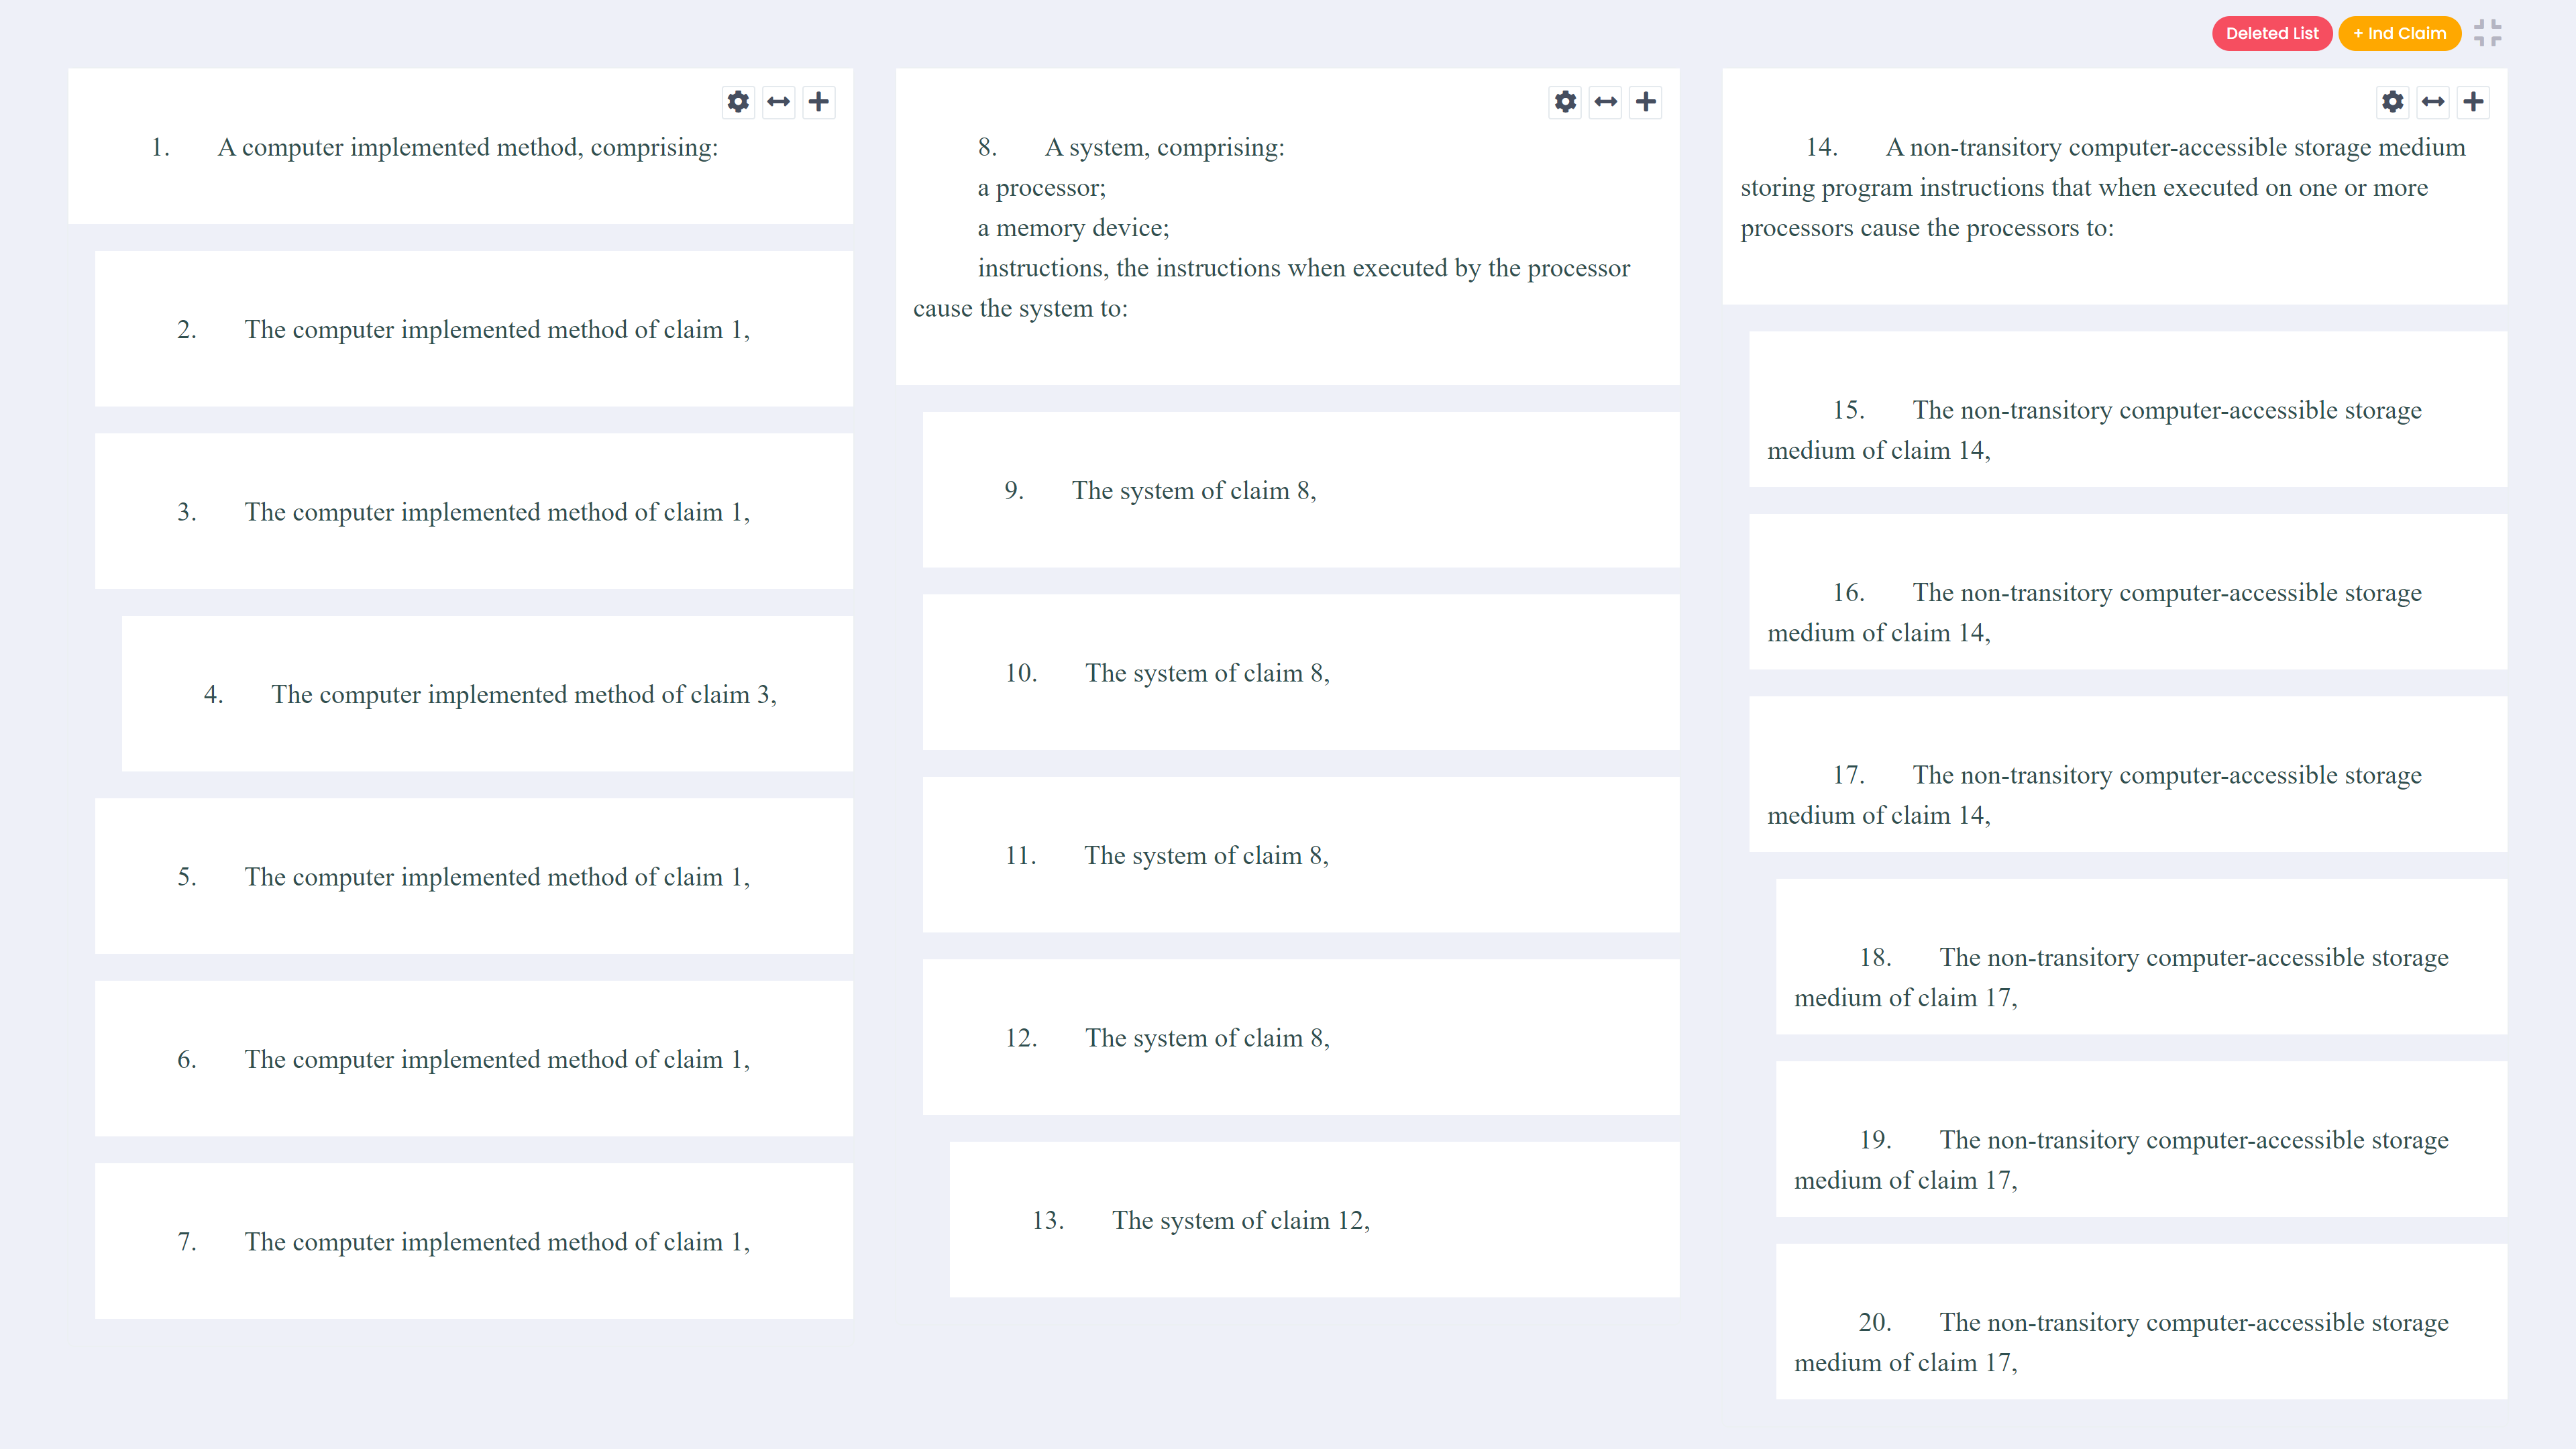 Deleted List
+ Ind Claim
1. A computer implemented method, comprising:
2. The computer implemented method of claim 1,
3. The computer implemented method of claim 1,
4. The computer implemented method of claim 3,
5. The computer implemented method of claim 1,
6. The computer implemented method of claim 1,
7. The computer implemented method of claim 1,
8. A system, comprising:
a processor;
a memory device;
instructions, the instructions when executed by the processor
cause the system to:
9. The system of claim 8,
10. The system of claim 8,
11. The system of claim 8,
12. The system of claim 8,
13. The system of claim 12,
14. A non-transitory computer-accessible storage medium
storing program instructions that when executed on one or more
processors cause the processors to:
15. The non-transitory computer-accessible storage
medium of claim 14,
16. The non-transitory computer-accessible storage
medium of claim 14,
17. The non-transitory computer-accessible storage
medium of claim 14,
18. The non-transitory computer-accessible storage
medium of claim 17,
19. The non-transitory computer-accessible storage
medium of claim 17,
20. The non-transitory computer-accessible storage
medium of claim 17,